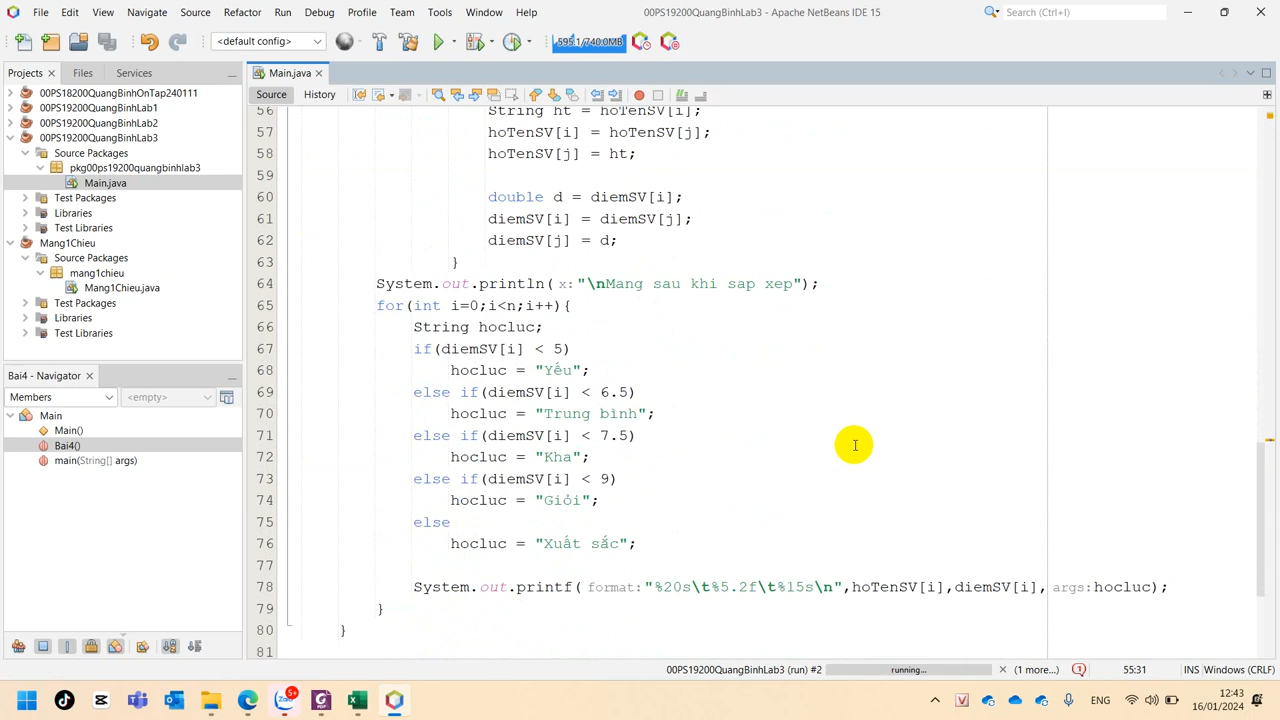 File Edit View Navigate Source Refactor Run Debug Profile Team Tools Window Help 00PS19200QuangBinhLab3 - Apache NetBeans IDE 15 Search (Ctrl+I)
<default config> 595.1/740.0MB
Projects Files Services Main.java
Source History
00PS18200QuangBinhOnTap240111
00PS19200QuangBinhLab1
00PS19200QuangBinhLab2
00PS19200QuangBinhLab3
Source Packages
pkg00ps19200quangbinhlab3
Main.java
Test Packages
Libraries
Test Libraries
Mang1Chieu
Source Packages
mang1chieu
Mang1Chieu.java
Test Packages
Libraries
Test Libraries
Bai4 - Navigator
Members <empty>
Main
Main()
Bai4()
main(String[] args)
56 String ht = hoTenSV[i];
57 hoTenSV[i] = hoTenSV[j];
58 hoTenSV[j] = ht;
59
60 double d = diemSV[i];
61 diemSV[i] = diemSV[j];
62 diemSV[j] = d;
63 }
64 System.out.println( x: "\nMang sau khi sap xep");
65 for(int i=0;i<n;i++){
66 String hocluc;
67 if(diemSV[i] < 5)
68 hocluc = "Yếu";
69 else if(diemSV[i] < 6.5)
70 hocluc = "Trung bình";
71 else if(diemSV[i] < 7.5)
72 hocluc = "Kha";
73 else if(diemSV[i] < 9)
74 hocluc = "Giỏi";
75 else
76 hocluc = "Xuất sắc";
77
78 System.out.printf( format: "%20s\t%5.2f\t%15s\n",hoTenSV[i],diemSV[i], args: hocluc);
79 }
80 }
81
00PS19200QuangBinhLab3 (run) #2 running... (1 more...) 1 55:31 INS Windows (CRLF)
Zalo 5+ ENG 12:43
16/01/2024